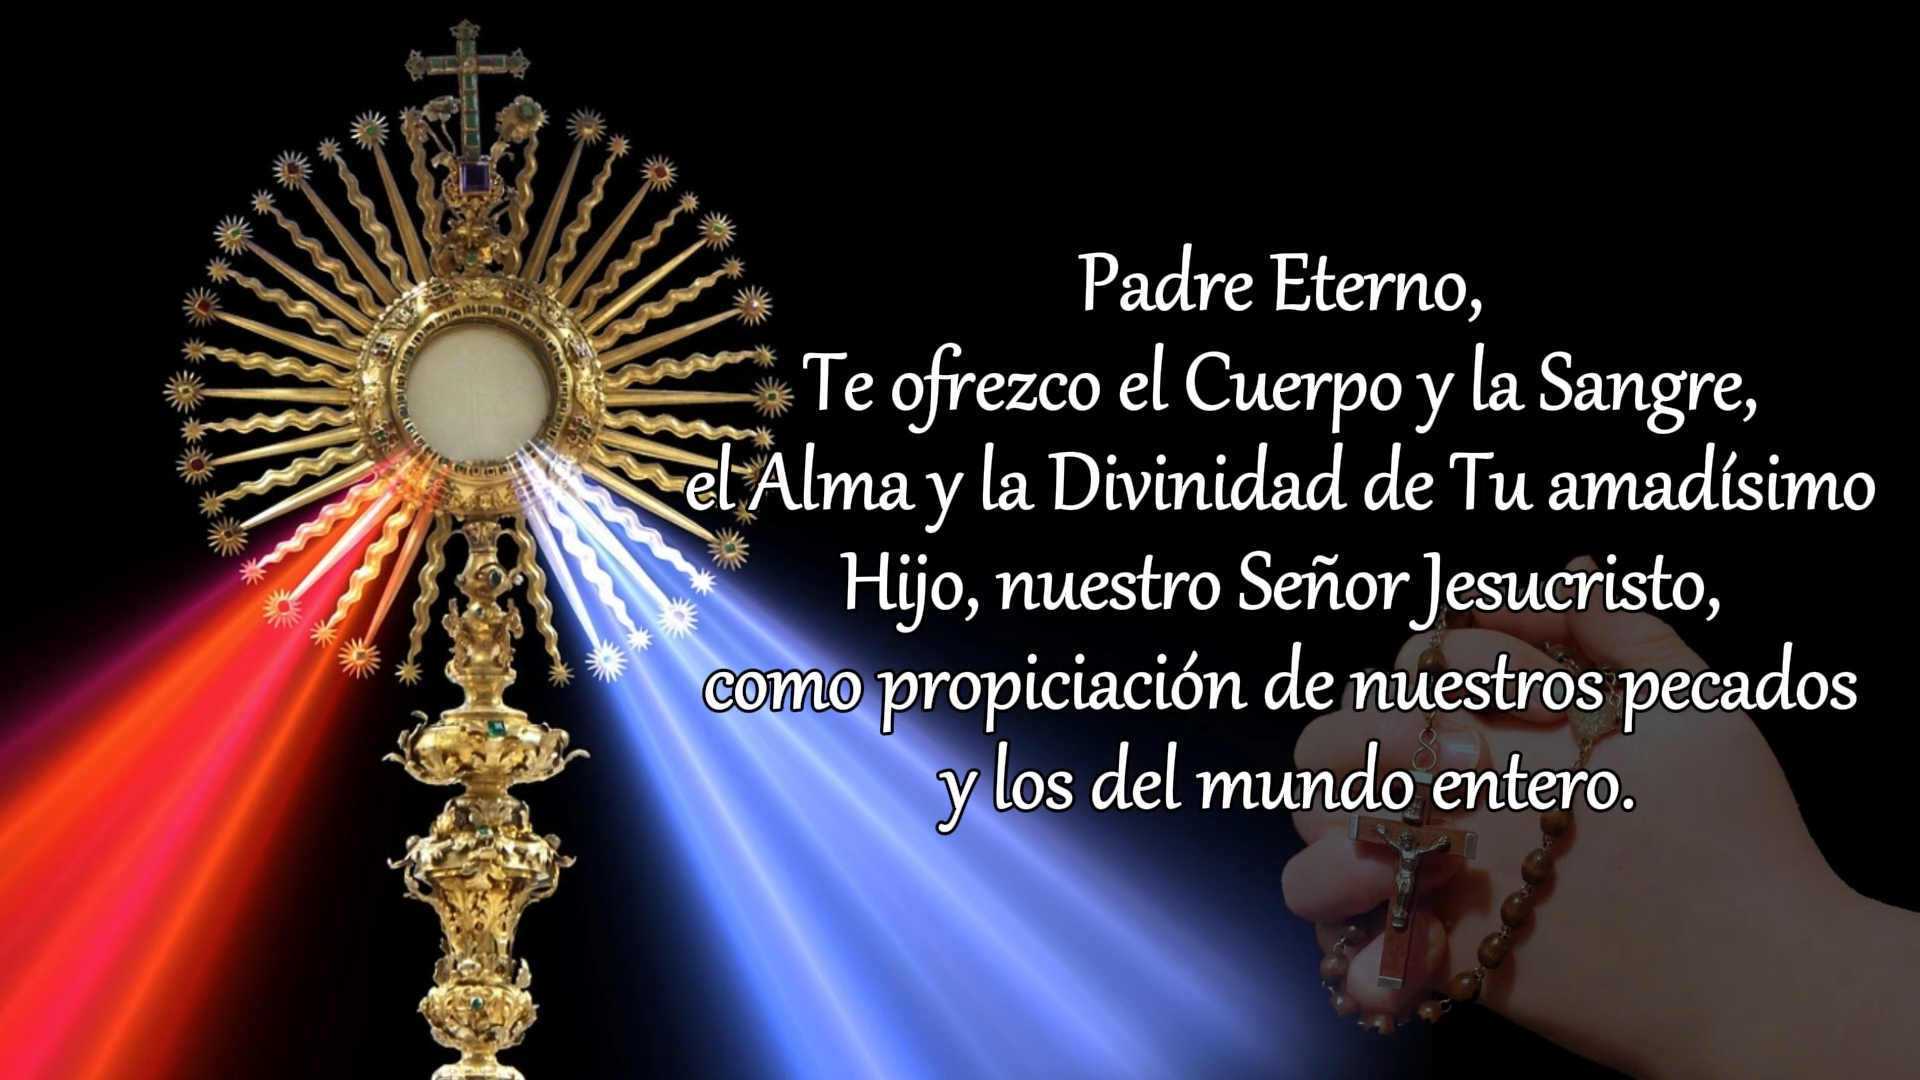 Padre Eterno,
Te ofrezco el Cuerpo y la Sangre,
el Alma y la Divinidad de Tu amadísimo
Hijo, nuestro Señor Jesucristo,
como propiciación de nuestros pecados
y los del mundo entero.